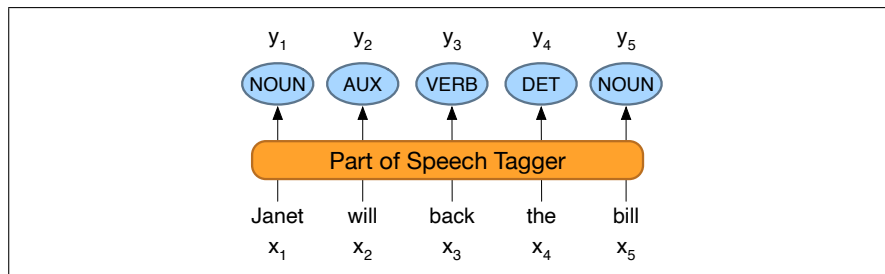 y1 y2 y3 y4 y5
NOUN AUX VERB DET NOUN
Part of Speech Tagger
Janet will back the bill
x1 x2 x3 x4 x5